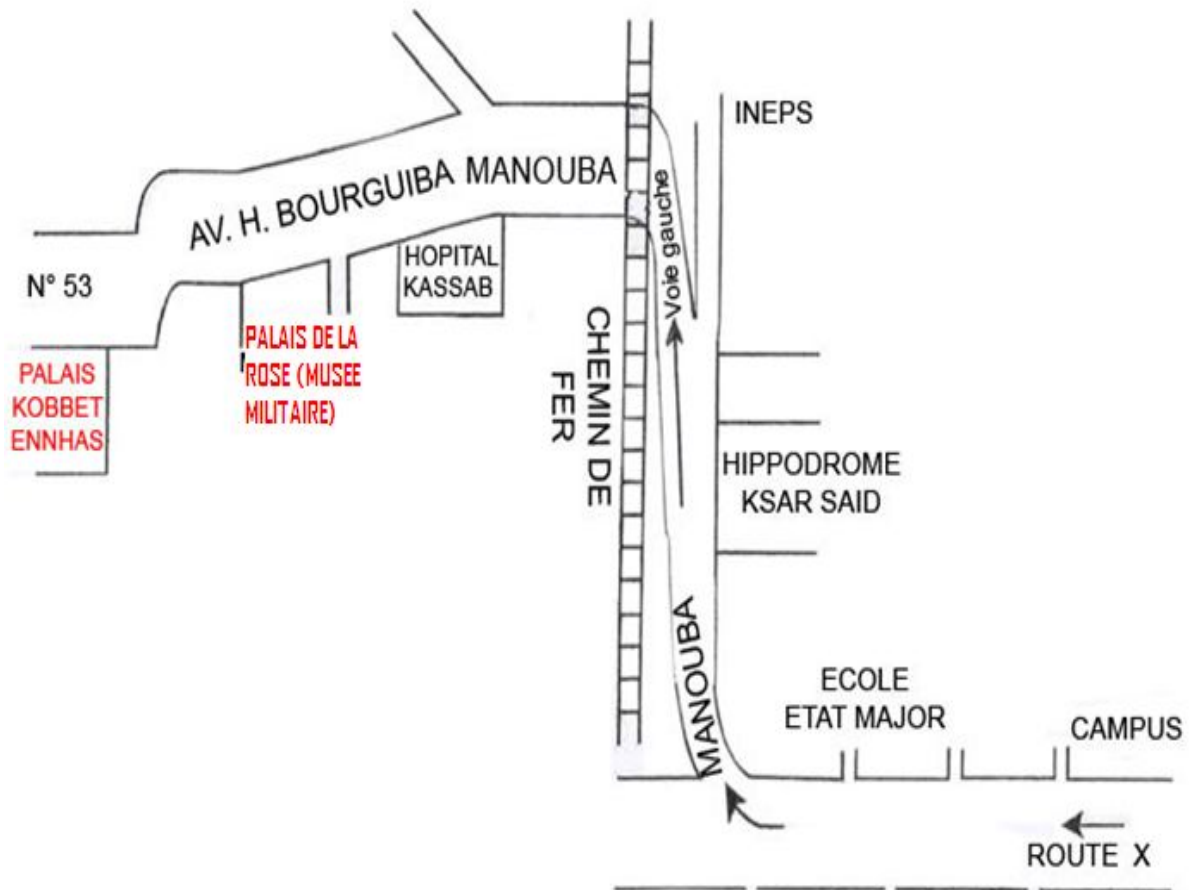 INEPS
AV. H. BOURGUIBA MANOUBA
Voie gauche
N° 53
HOPITAL
KASSAB
PALAIS DE LA
ROSE (MUSEE
MILITAIRE)
PALAIS
KOBBET
ENNHAS
CHEMIN DE
FER
HIPPODROME
KSAR SAID
MANOUBA
ECOLE
ETAT MAJOR
CAMPUS
ROUTE X